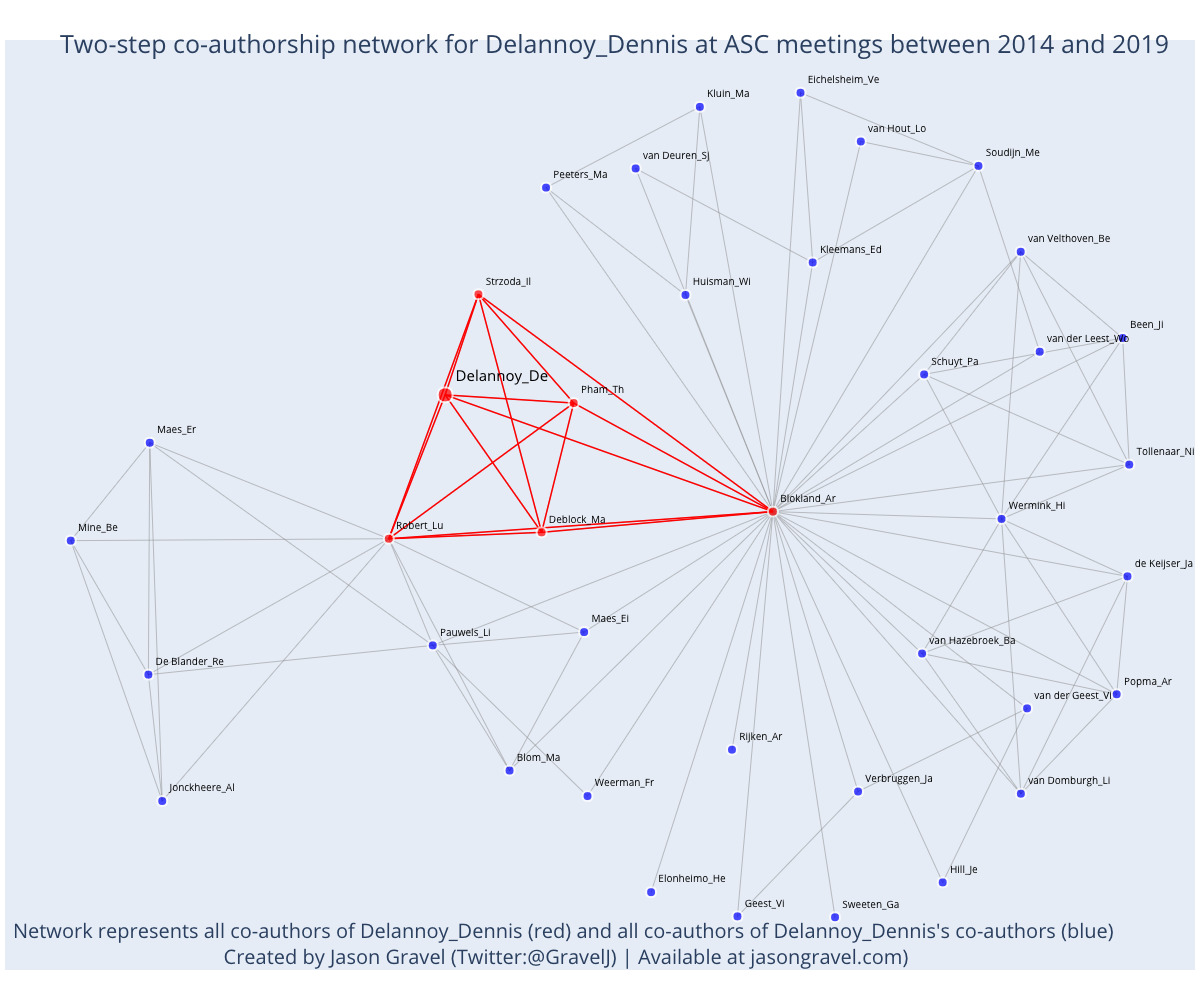 Two-step co-authorship network for Delannoy_Dennis at ASC meetings between 2014 and 2019
Eichelsheim_Ve
Kluin_Ma
van Hout_Lo
Soudijn_Me
van Deuren_Sj
Peeters_Ma
van Velthoven_Be
Kleemans_Ed
Strzoda_Il
Huisman_Wi
Been_Ji
van der Leest_Wo
Schuyt_Pa
Delannoy_De
Pham_Th
Maes_Er
Tollenaar_Ni
Blokland_Ar
Wermink_Hi
Deblock_Ma
Robert_Lu
Mine_Be
de Keijser_Ja
Maes_El
Pauwels_Li
van Hazebroek_Ba
De Blander_Re
Popma_Ar
van der Geest_Vi
Rijken_Ar
Blom_Ma
Verbruggen_Ja
van Domburgh_Li
Weerman_Fr
Jonckheere_Al
Hill_Je
Elonheimo_He
Geest_Vi
Sweeten_Ga
Network represents all co-authors of Delannoy_Dennis (red) and all co-authors of Delannoy_Dennis's co-authors (blue)
Created by Jason Gravel (Twitter:@GravelJ) | Available at jasongravel.com)